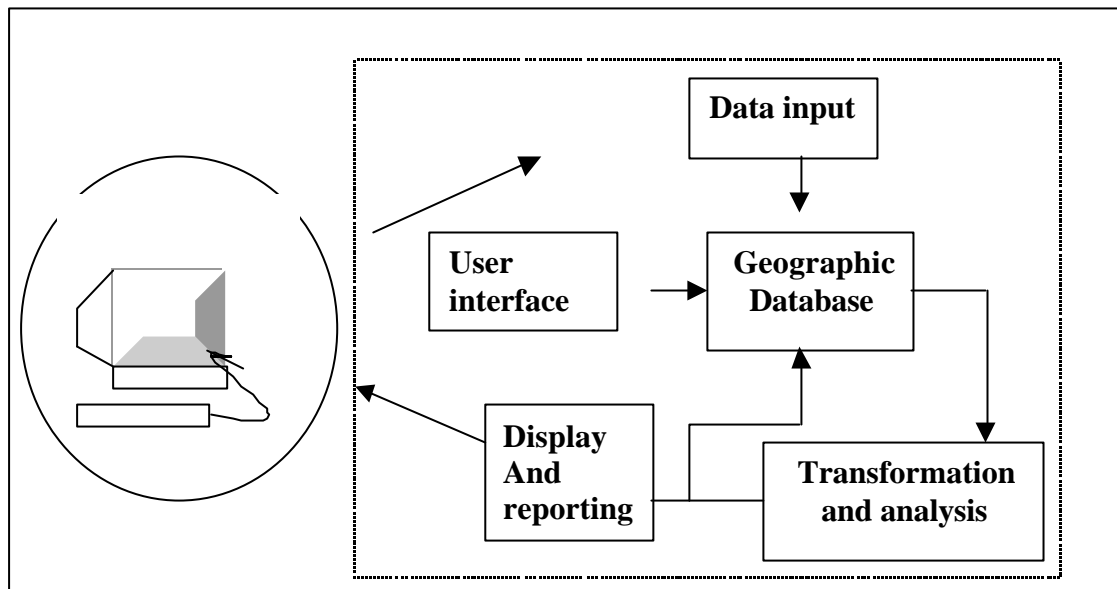 Data input
User
interface
Geographic
Database
Display
And
reporting
Transformation
and analysis